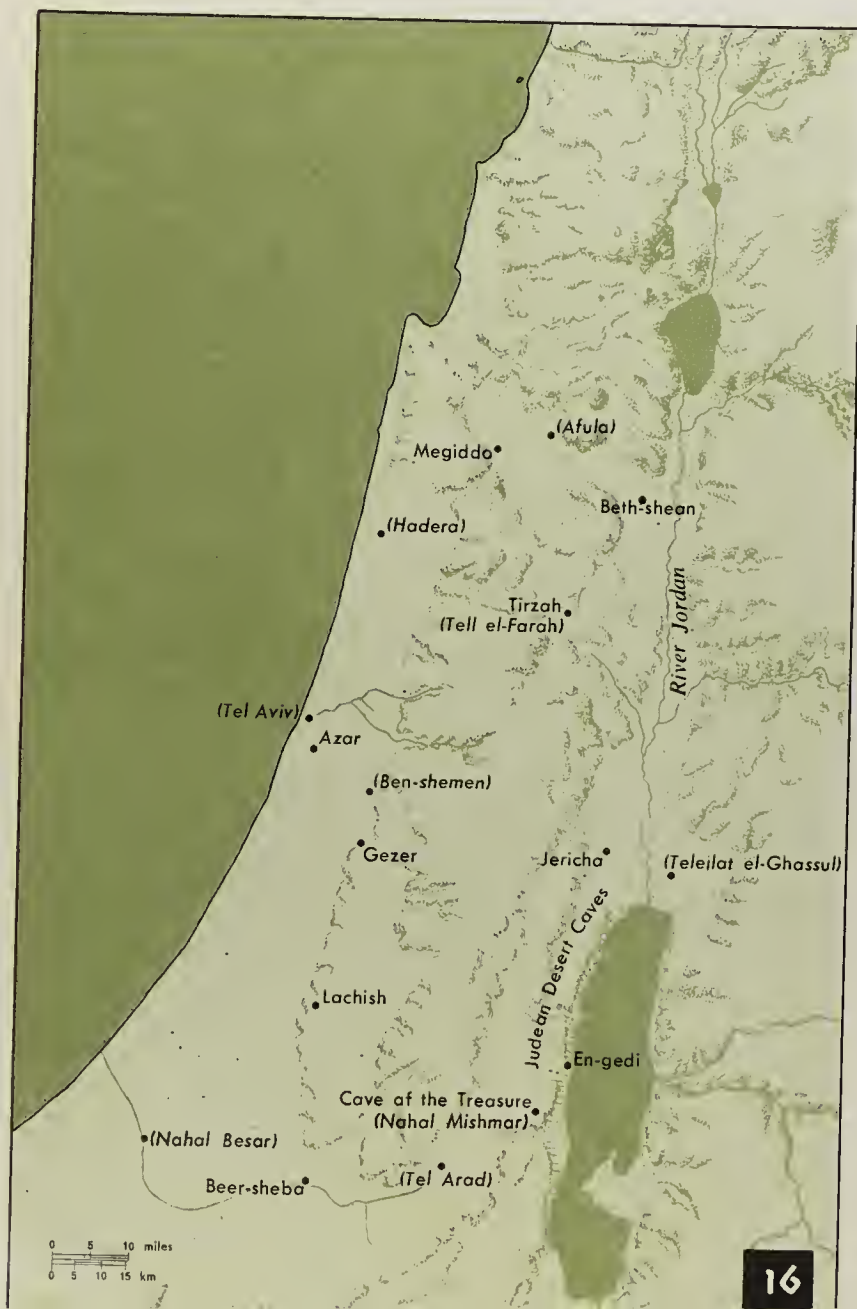 (Afula)
Megiddo
Beth-shean
(Hadera)
Tirzah
(Tell el-Farah)
River Jordan
(Tel Aviv)
Azar
(Ben-shemen)
Gezer
Jericha
(Teleilat el-Ghassul)
Judean Desert Caves
Lachish
En-gedi
Cave af the Treasure
(Nahal Mishmar)
(Nahal Besar)
(Tel Arad)
Beer-sheba
0 5 10 miles
0 5 10 15 km
16